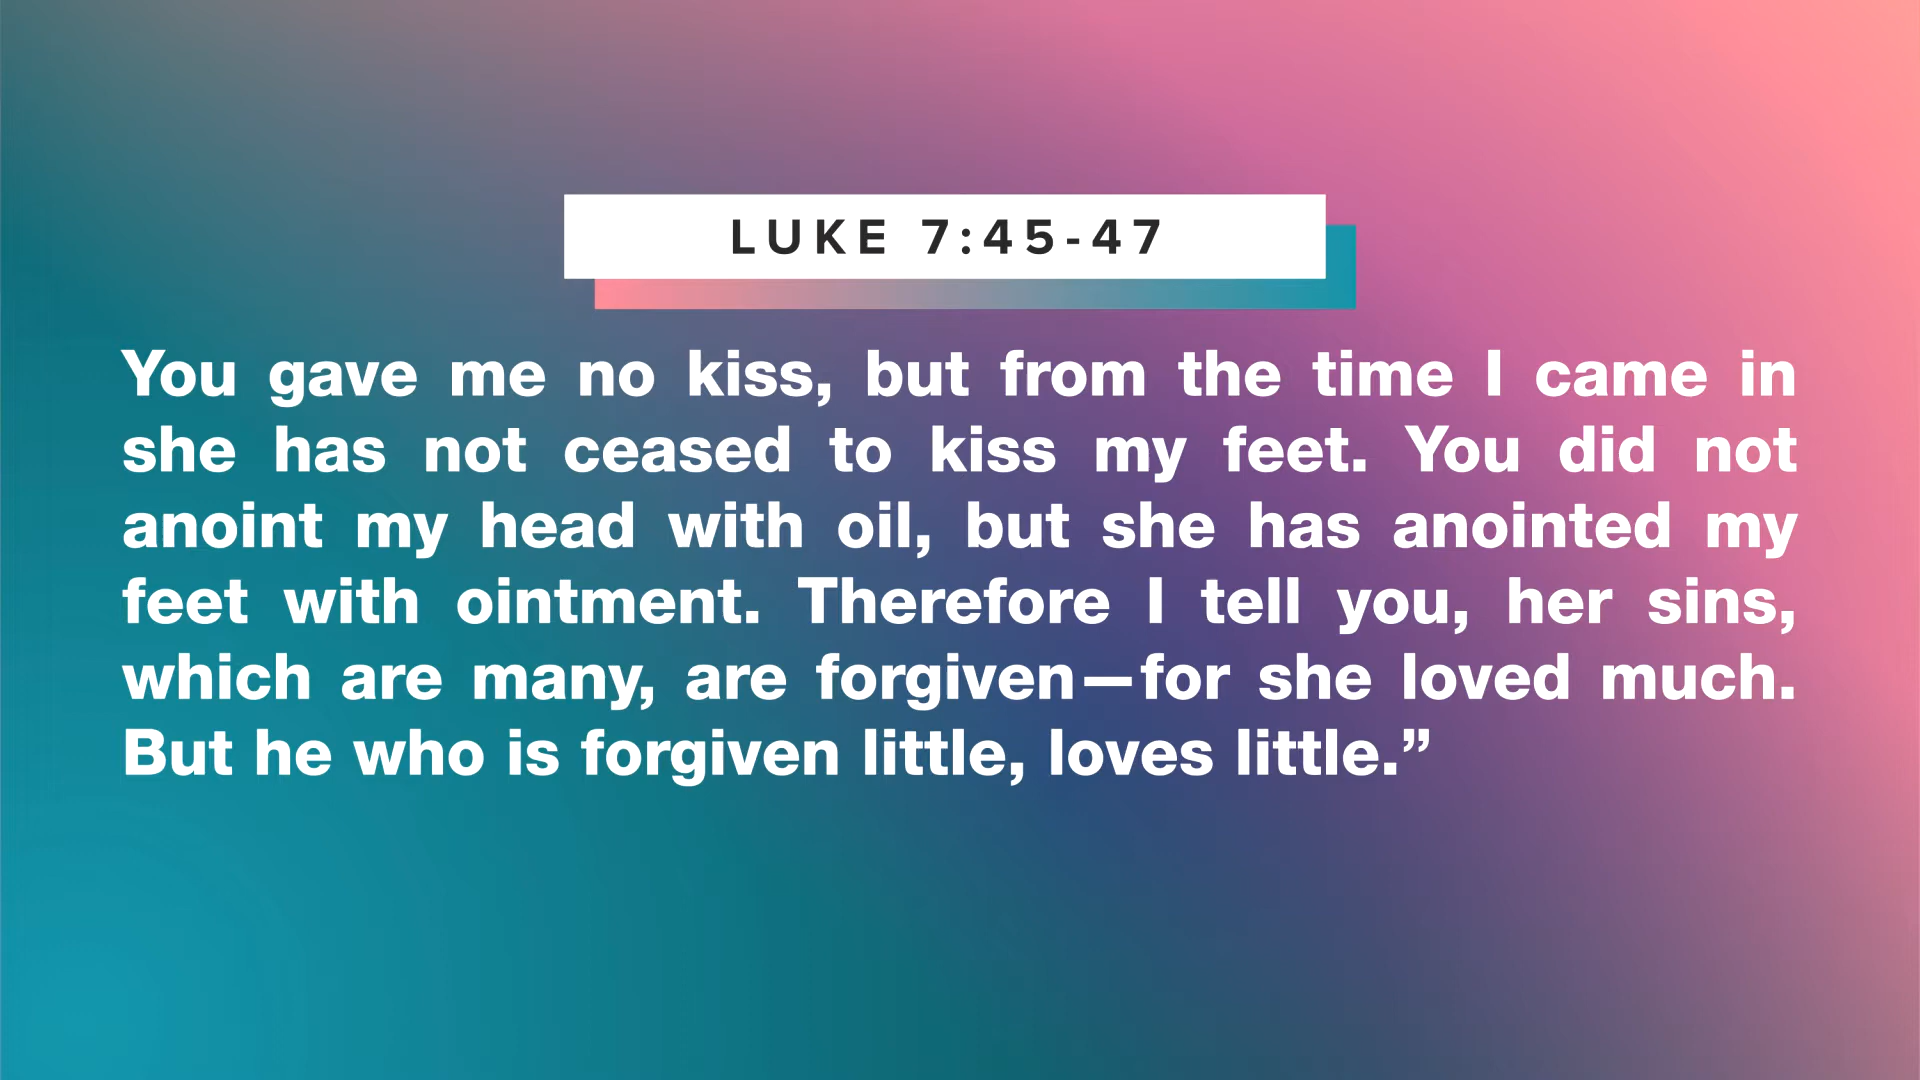 LUKE 7:45-47
You gave me no kiss, but from the time I came in
she has not ceased to kiss my feet. You did not
anoint my head with oil, but she has anointed my
feet with ointment. Therefore I tell you, her sins,
which are many, are forgiven—for she loved much.
But he who is forgiven little, loves little.”